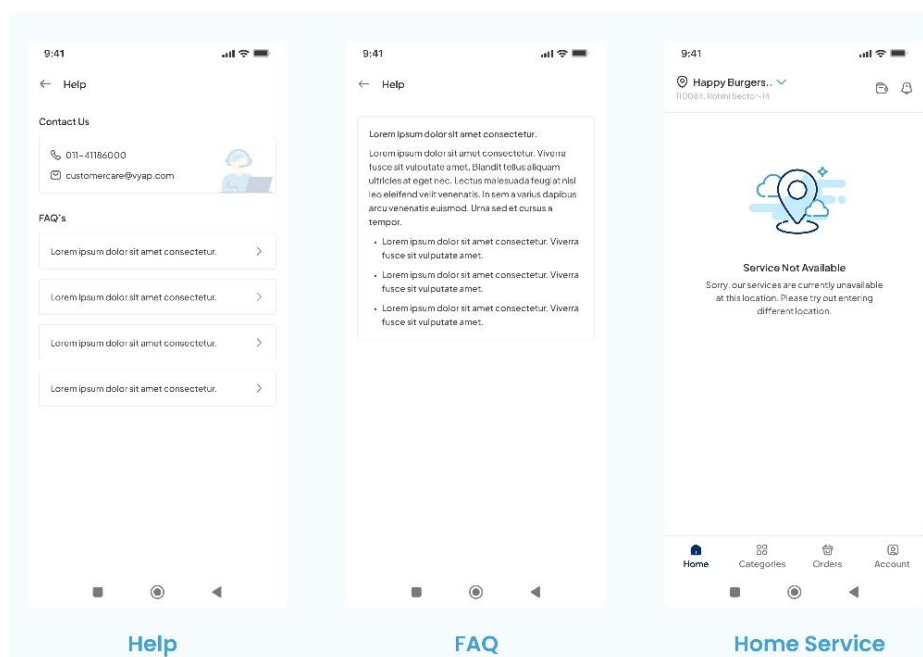 9:41
← Help
Contact Us
011-41186000
customercare@vyap.com
FAQ's
Lorem ipsum dolor sit amet consectetur.
Lorem ipsum dolor sit amet consectetur.
Lorem ipsum dolor sit amet consectetur.
Lorem ipsum dolor sit amet consectetur.
Help
9:41
← Help
Lorem ipsum dolor sit amet consectetur.
Lorem ipsum dolor sit amet consectetur. Viverra
fusce sit vulputate amet. Blandit tellus aliquam
ultricies at eget nec. Lectus malesuada feugiat nisl
leo eleifend velit venenatis. In sem a varius dapibus
arcu venenatis euismod. Urna sed et cursus a
tempor.
• Lorem ipsum dolor sit amet consectetur. Viverra
fusce sit vulputate amet.
• Lorem ipsum dolor sit amet consectetur. Viverra
fusce sit vulputate amet.
• Lorem ipsum dolor sit amet consectetur. Viverra
fusce sit vulputate amet.
FAQ
9:41
Happy Burgers..
110084, Rohini Sector-14
Service Not Available
Sorry, our services are currently unavailable
at this location. Please try out entering
different location.
Home Categories Orders Account
Home Service